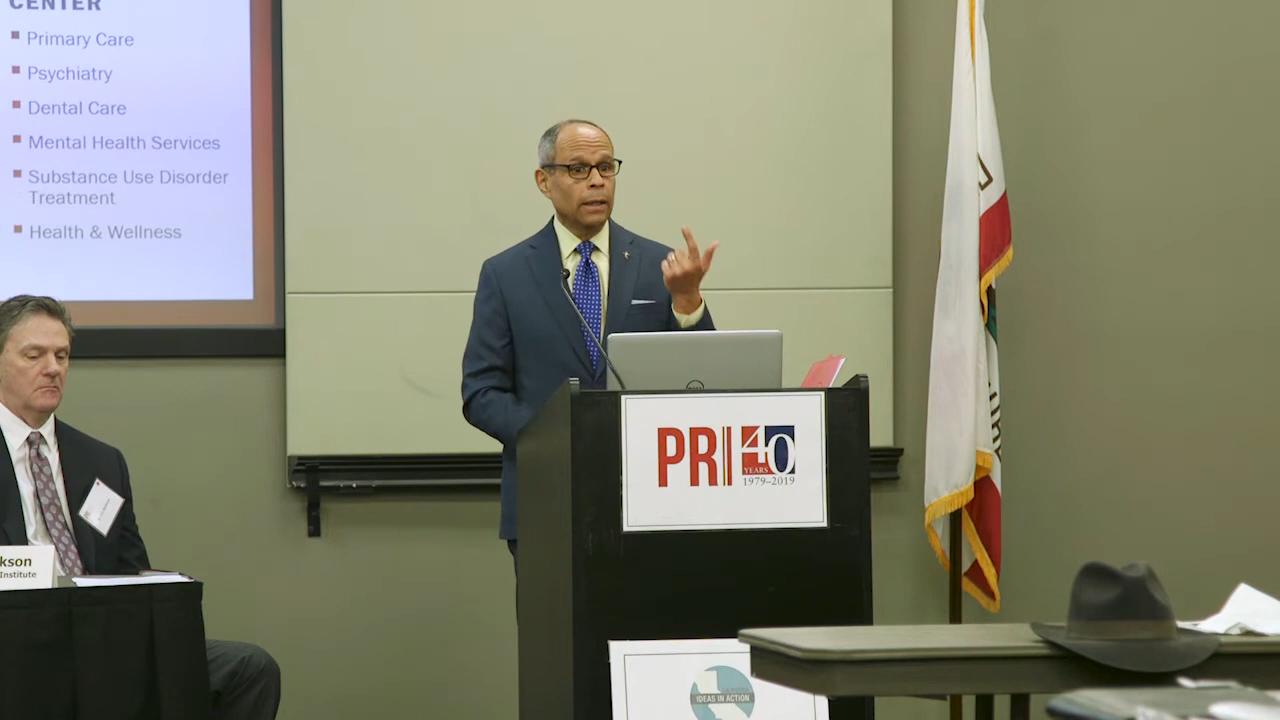 CENTER
Primary Care
Psychiatry
Dental Care
Mental Health Services
Substance Use Disorder
Treatment
Health & Wellness
kson
Institute
PRI 40
YEARS
1979–2019
IDEAS IN ACTION